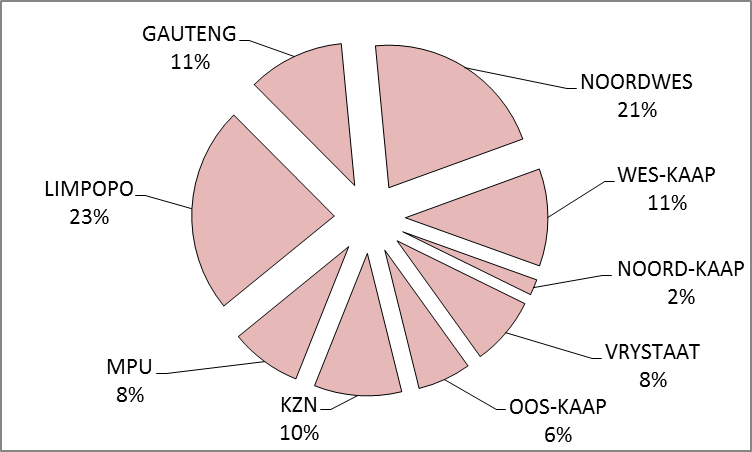 GAUTENG
11%
NOORDWES
21%
WES-KAAP
11%
LIMPOPO
23%
NOORD-KAAP
2%
VRYSTAAT
8%
MPU
8%
KZN
10%
OOS-KAAP
6%